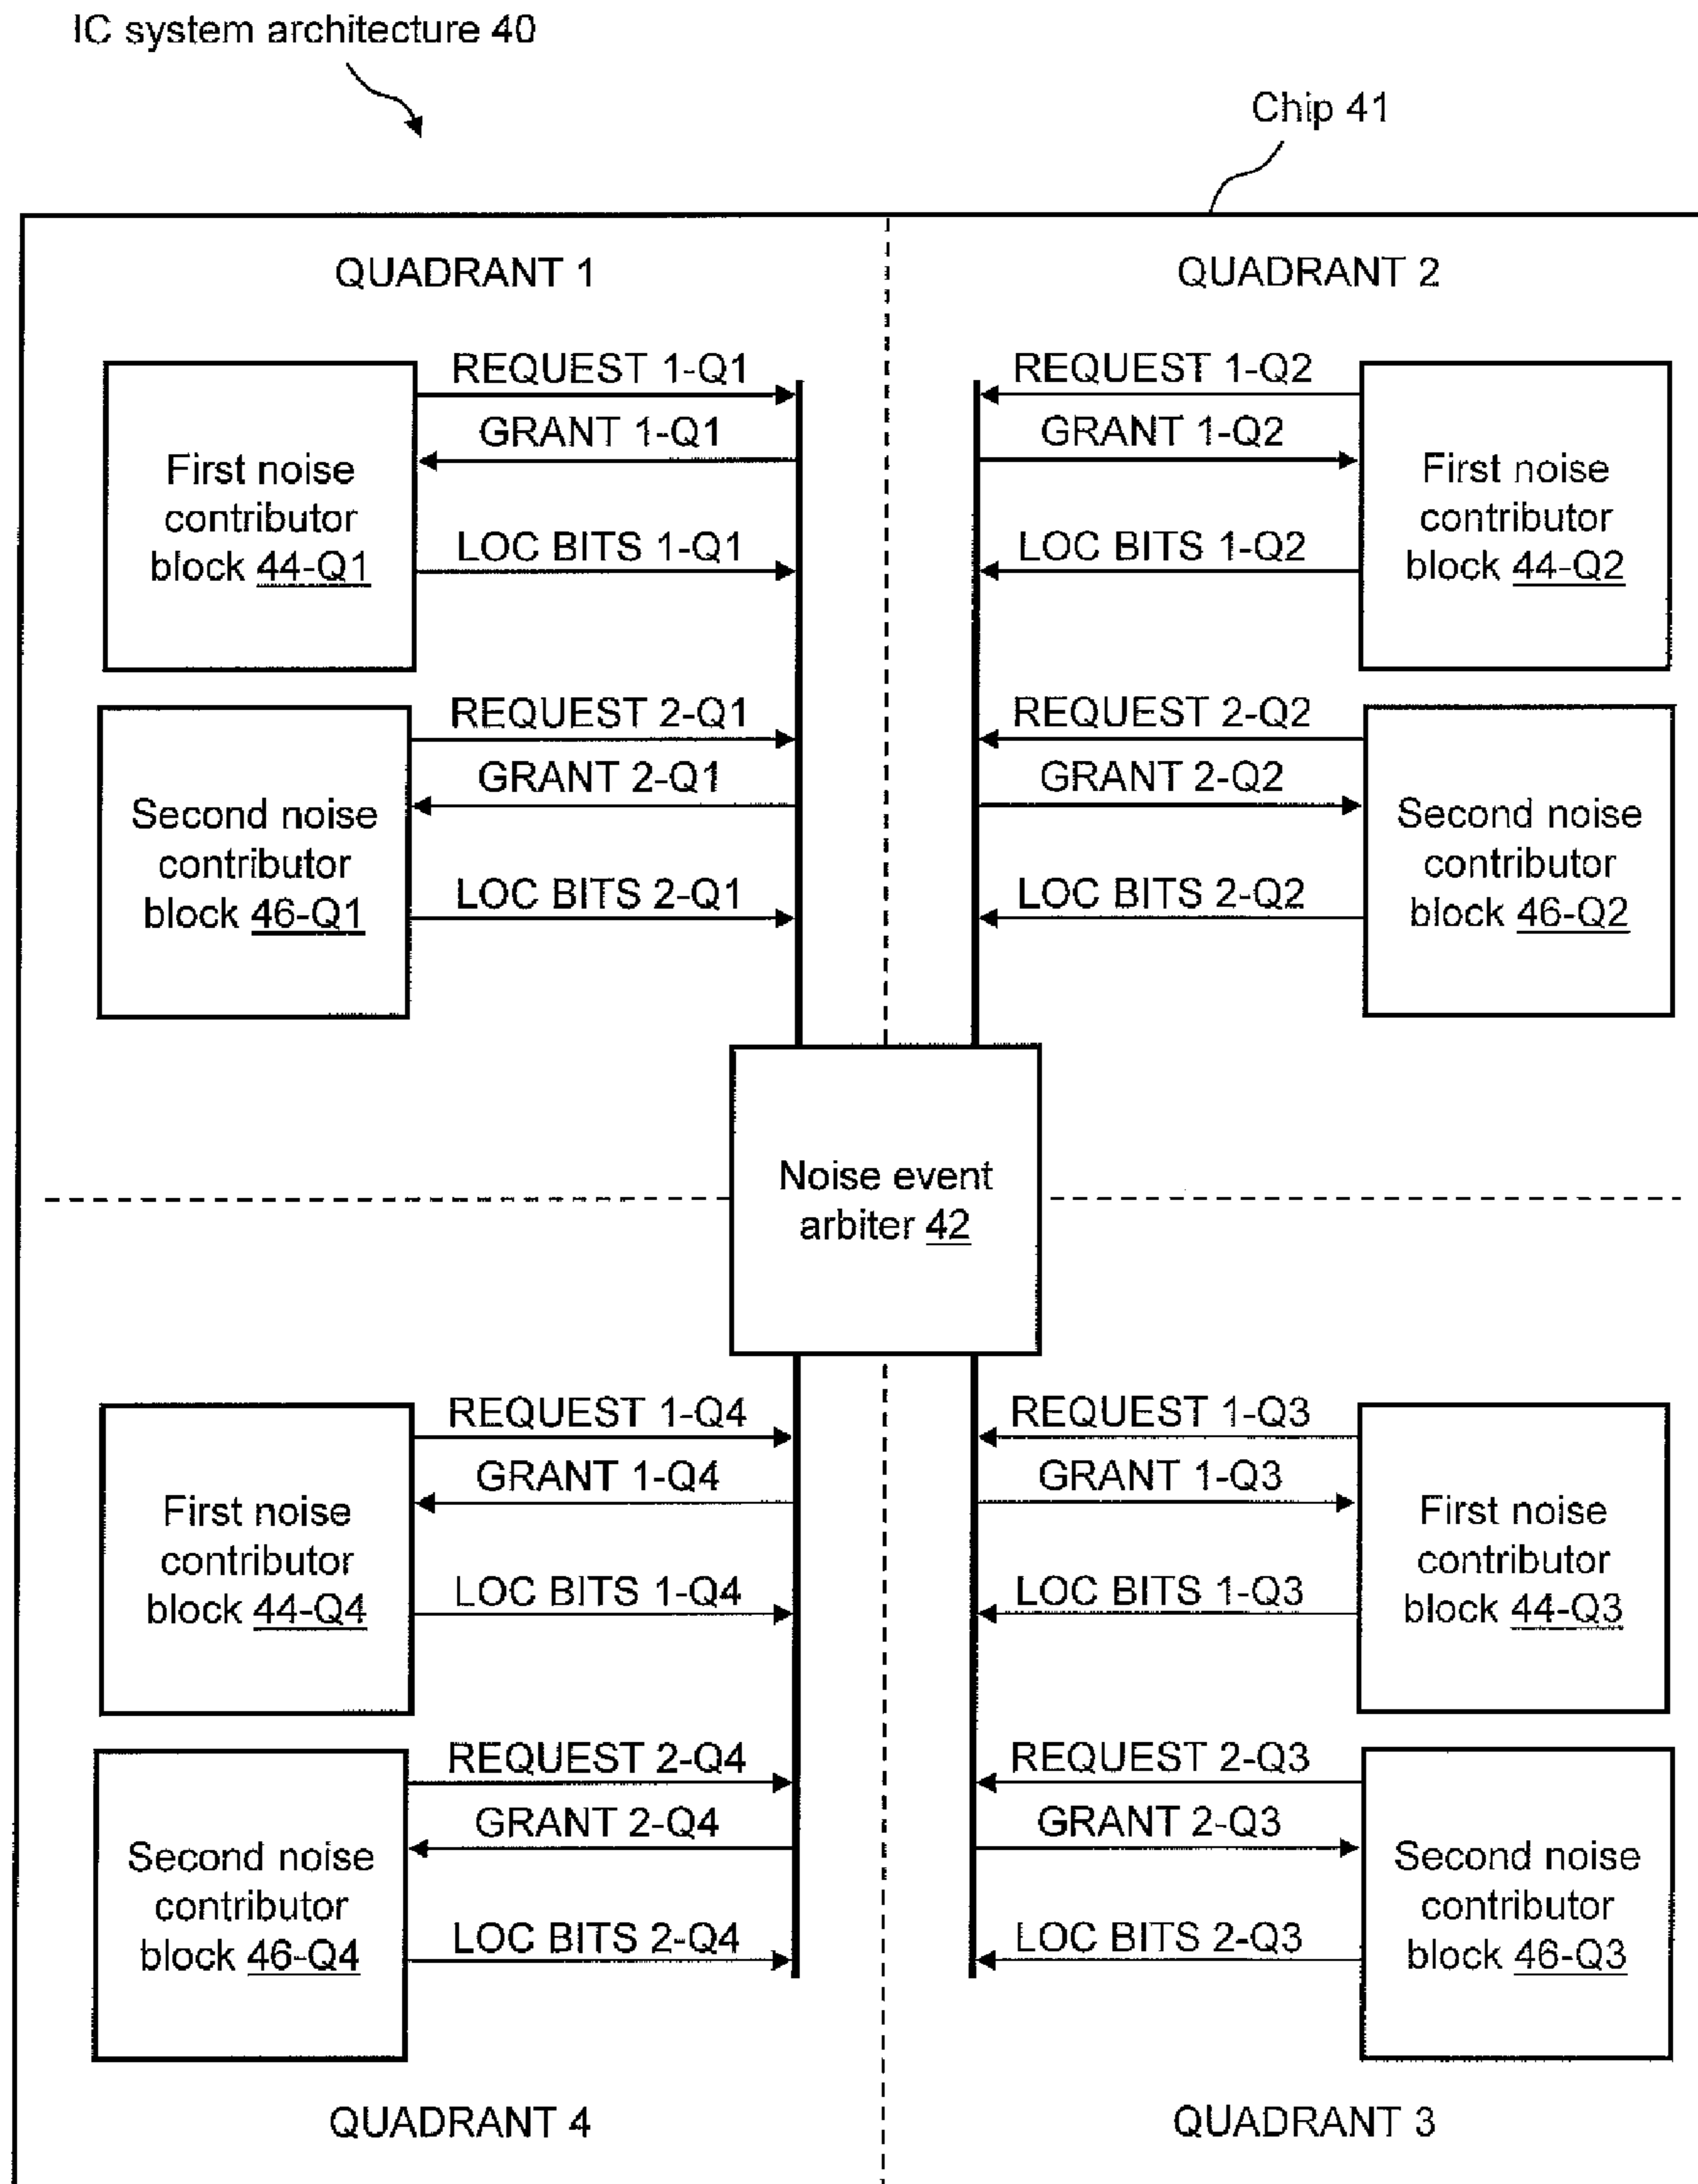 IC system architecture 40
Chip 41
QUADRANT 1
QUADRANT 2
REQUEST 1-Q1
GRANT 1-Q1
LOC BITS 1-Q1
First noise
contributor
block 44-Q1
REQUEST 1-Q2
GRANT 1-Q2
LOC BITS 1-Q2
First noise
contributor
block 44-Q2
REQUEST 2-Q1
GRANT 2-Q1
LOC BITS 2-Q1
Second noise
contributor
block 46-Q1
REQUEST 2-Q2
GRANT 2-Q2
LOC BITS 2-Q2
Second noise
contributor
block 46-Q2
Noise event
arbiter 42
REQUEST 1-Q4
GRANT 1-Q4
LOC BITS 1-Q4
First noise
contributor
block 44-Q4
REQUEST 1-Q3
GRANT 1-Q3
LOC BITS 1-Q3
First noise
contributor
block 44-Q3
REQUEST 2-Q4
GRANT 2-Q4
LOC BITS 2-Q4
Second noise
contributor
block 46-Q4
REQUEST 2-Q3
GRANT 2-Q3
LOC BITS 2-Q3
Second noise
contributor
block 46-Q3
QUADRANT 4
QUADRANT 3